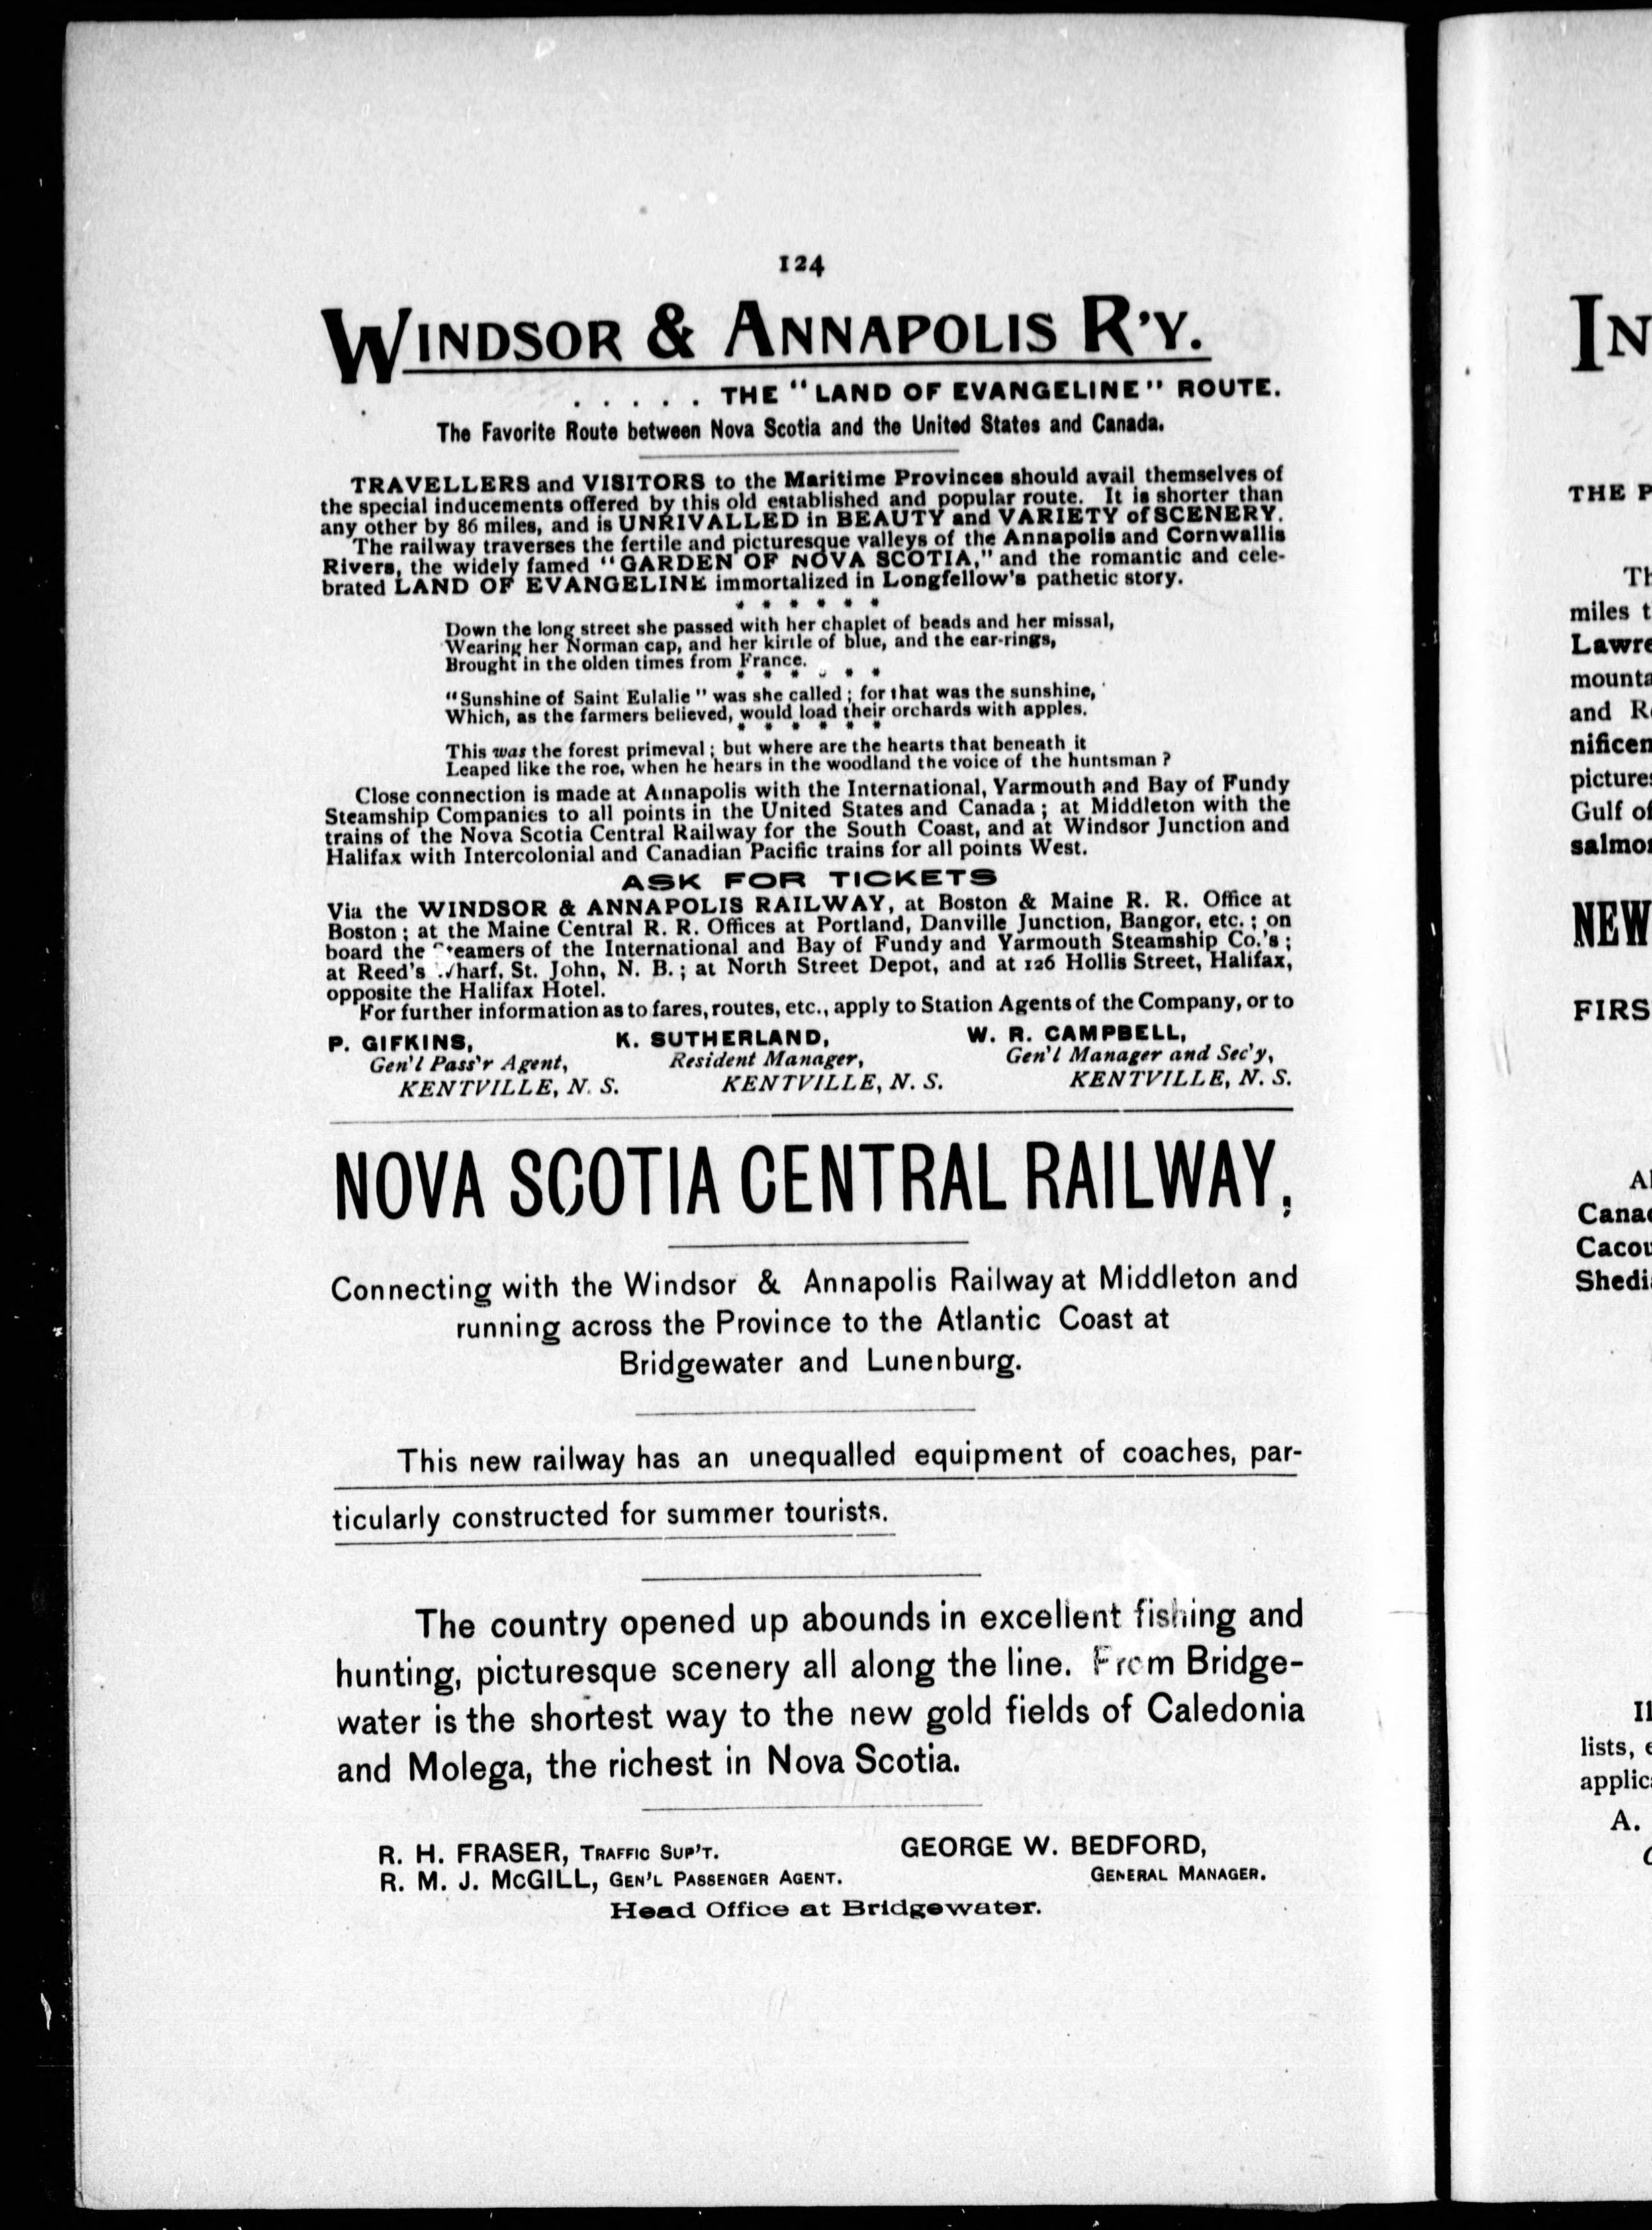 124
WINDSOR & ANNAPOLIS R'Y.
. . . . . THE "LAND OF EVANGELINE" ROUTE.
The Favorite Route between Nova Scotia and the United States and Canada.
TRAVELLERS and VISITORS to the Maritime Provinces should avail themselves of
the special inducements offered by this old established and popular route. It is shorter than
any other by 86 miles, and is UNRIVALLED in BEAUTY and VARIETY of SCENERY.
The railway traverses the fertile and picturesque valleys of the Annapolis and Cornwallis
Rivers, the widely famed "GARDEN OF NOVA SCOTIA," and the romantic and cele-
brated LAND OF EVANGELINE immortalized in Longfellow's pathetic story.
* * * * * *
Down the long street she passed with her chaplet of beads and her missal,
Wearing her Norman cap, and her kirtle of blue, and the ear-rings,
Brought in the olden times from France.
* * * * * *
"Sunshine of Saint Eulalie" was she called; for that was the sunshine,
Which, as the farmers believed, would load their orchards with apples.
* * * * * *
This was the forest primeval; but where are the hearts that beneath it
Leaped like the roe, when he hears in the woodland the voice of the huntsman?
Close connection is made at Annapolis with the International, Yarmouth and Bay of Fundy
Steamship Companies to all points in the United States and Canada; at Middleton with the
trains of the Nova Scotia Central Railway for the South Coast, and at Windsor Junction and
Halifax with Intercolonial and Canadian Pacific trains for all points West.
ASK FOR TICKETS
Via the WINDSOR & ANNAPOLIS RAILWAY, at Boston & Maine R. R. Office at
Boston; at the Maine Central R. R. Offices at Portland, Danville Junction, Bangor, etc.; on
board the Steamers of the International and Bay of Fundy and Yarmouth Steamship Co.'s;
at Reed's Wharf, St. John, N. B.; at North Street Depot, and at 126 Hollis Street, Halifax,
opposite the Halifax Hotel.
For further information as to fares, routes, etc., apply to Station Agents of the Company, or to
P. GIFKINS, K. SUTHERLAND, W. R. CAMPBELL,
Gen'l Pass'r Agent, Resident Manager, Gen'l Manager and Sec'y,
KENTVILLE, N. S. KENTVILLE, N. S. KENTVILLE, N. S.
NOVA SCOTIA CENTRAL RAILWAY,
Connecting with the Windsor & Annapolis Railway at Middleton and
running across the Province to the Atlantic Coast at
Bridgewater and Lunenburg.
This new railway has an unequalled equipment of coaches, par-
ticularly constructed for summer tourists.
The country opened up abounds in excellent fishing and
hunting, picturesque scenery all along the line. From Bridge-
water is the shortest way to the new gold fields of Caledonia
and Molega, the richest in Nova Scotia.
R. H. FRASER, TRAFFIC SUP'T. GEORGE W. BEDFORD,
R. M. J. McGILL, GEN'L PASSENGER AGENT. GENERAL MANAGER.
Head Office at Bridgewater.
IN
THE P
Th
miles t
Lawre
mounta
and R
nificen
pictures
Gulf of
salmo
NEW
FIRS
Al
Cana
Cacou
Shedi
Il
lists, e
applic
A.